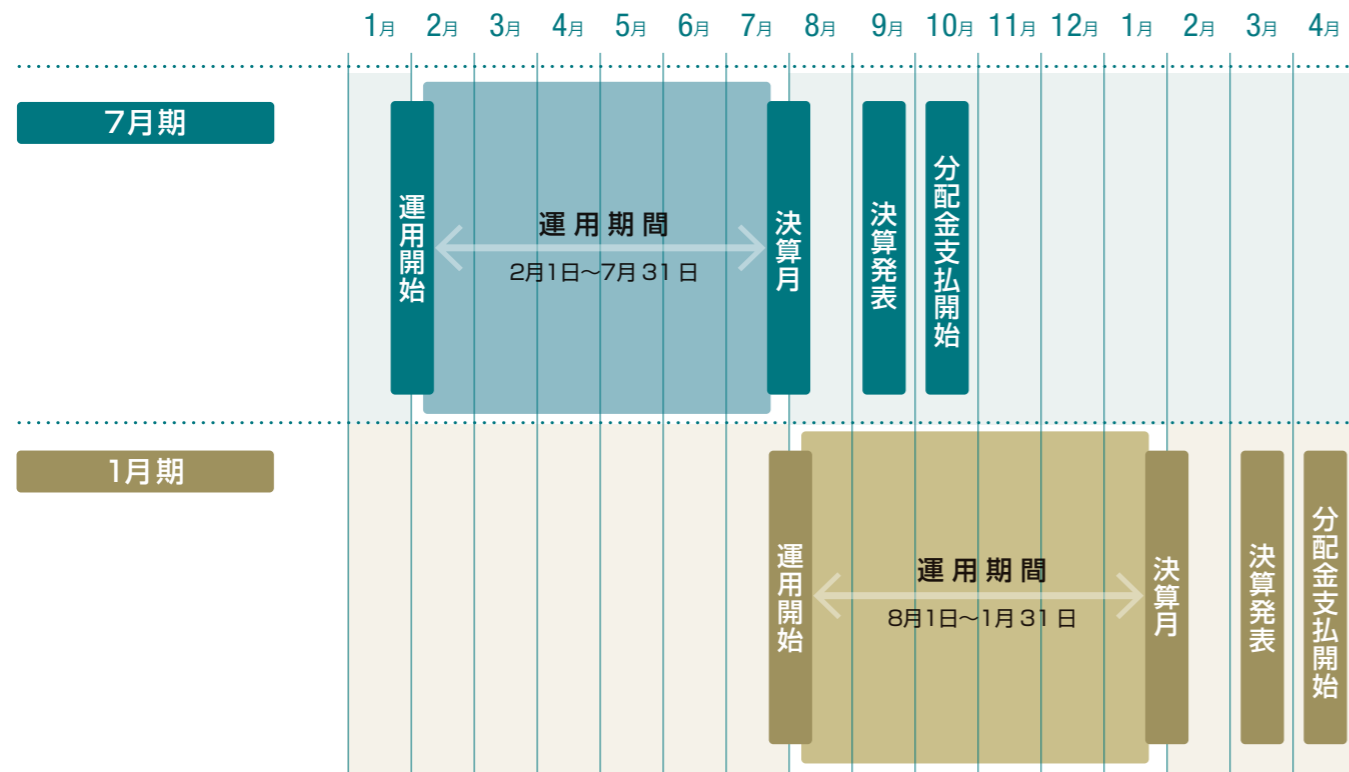 1月 2月 3月 4月 5月 6月 7月 8月 9月 10月 11月 12月 1月 2月 3月 4月
7月期
運用開始
運用期間
2月1日～7月31日
決算月
決算発表
分配金支払開始
1月期
運用開始
運用期間
8月1日～1月31日
決算月
決算発表
分配金支払開始